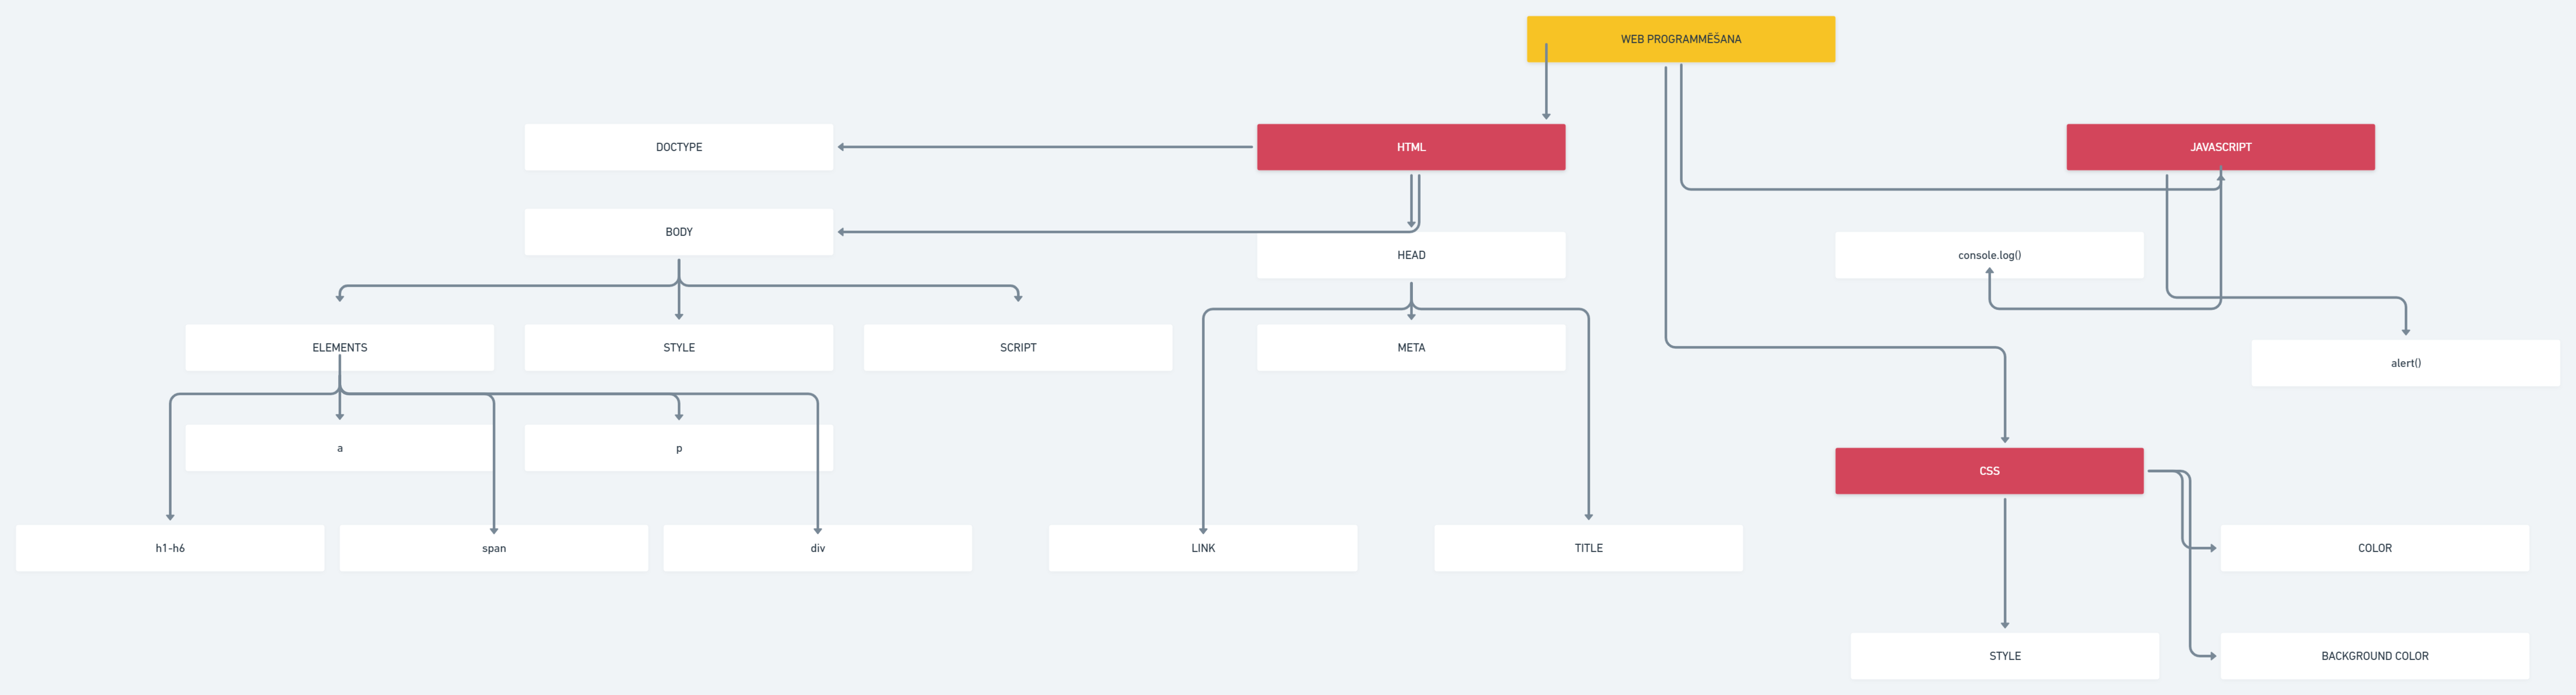 WEB PROGRAMMĒŠANA
DOCTYPE
HTML
JAVASCRIPT
BODY
HEAD
console.log()
ELEMENTS
STYLE
SCRIPT
META
alert()
a
p
CSS
h1-h6
span
div
LINK
TITLE
COLOR
STYLE
BACKGROUND COLOR